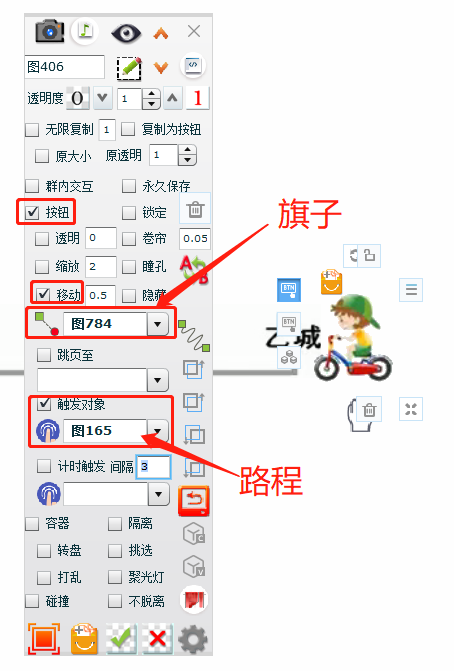 图406
透明度 0 1 1
无限复制 1 复制为按钮
原大小 原透明 1
群内交互 永久保存
按钮 锁定
透明 0 卷帘 0.05
缩放 2 瞳孔
移动 0.5 隐藏
图784
跳页至
触发对象
图165
计时触发 间隔 3
容器 隔离
转盘 挑选
打乱 聚光灯
碰撞 不脱离
旗子
路程
BTN
BTN
乙城